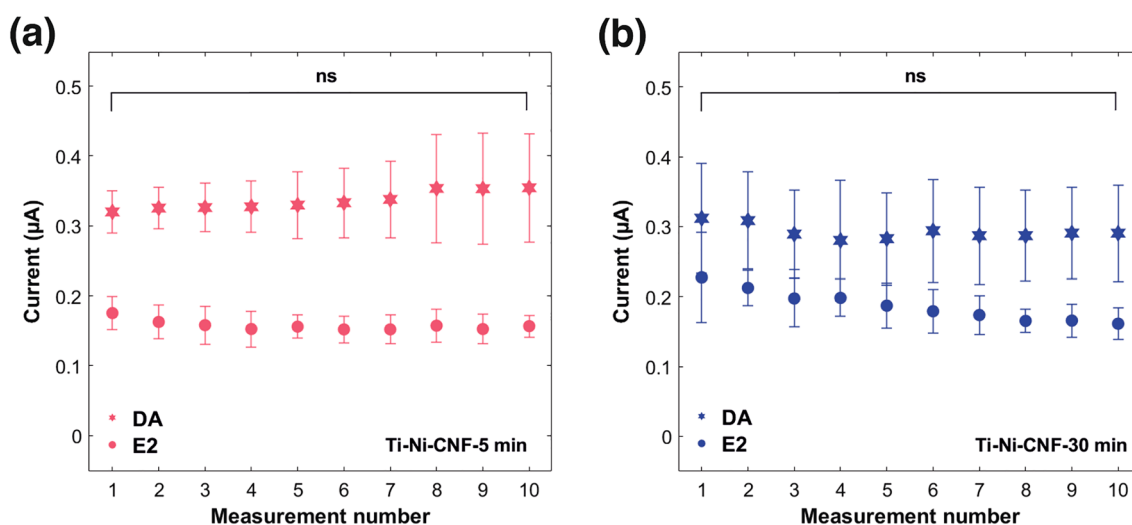 (a)
ns
0.5
0.4
0.3
0.2
0.1
0
Current (µA)
DA
E2
Ti-Ni-CNF-5 min
1 2 3 4 5 6 7 8 9 10
Measurement number
(b)
ns
0.5
0.4
0.3
0.2
0.1
0
Current (µA)
DA
E2
Ti-Ni-CNF-30 min
1 2 3 4 5 6 7 8 9 10
Measurement number